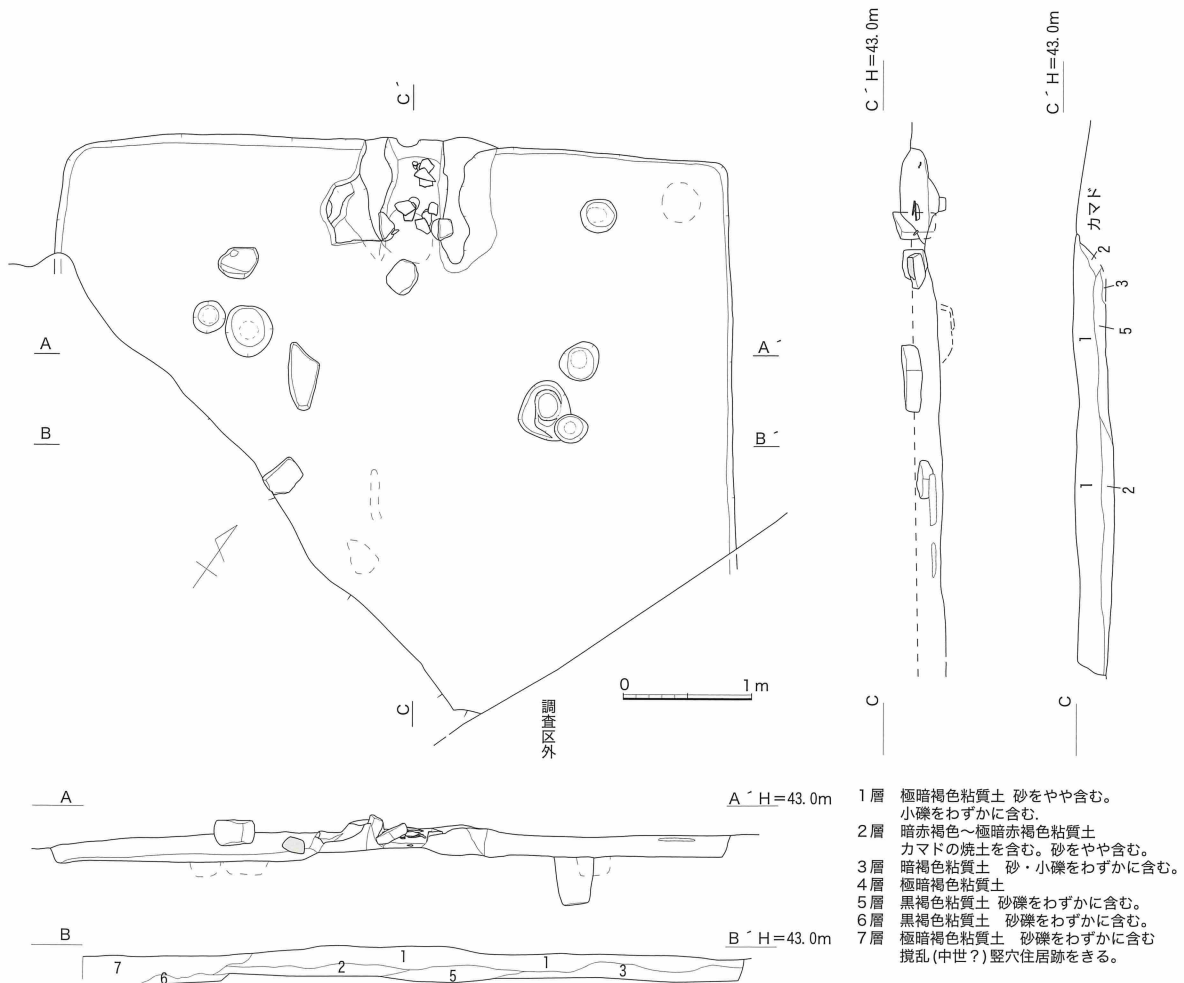 C´
C´ H=43.0m
C´ H=43.0m
カマド
2
3
5
1
1
2
A
A´
B
B´
0
1m
調査区外
C
C
C
A
A´ H=43.0m
B
B´ H=43.0m
7
6
2
1
5
1
3
1層 極暗褐色粘質土 砂をやや含む。
小礫をわずかに含む.
2層 暗赤褐色～極暗赤褐色粘質土
カマドの焼土を含む。砂をやや含む。
3層 暗褐色粘質土 砂・小礫をわずかに含む。
4層 極暗褐色粘質土
5層 黒褐色粘質土 砂礫をわずかに含む。
6層 黒褐色粘質土 砂礫をわずかに含む。
7層 極暗褐色粘質土 砂礫をわずかに含む
撹乱(中世？)竪穴住居跡をきる。